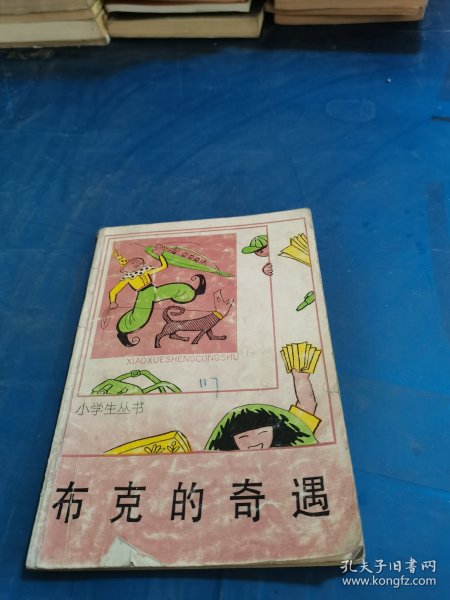 XIAOXUESHENGCONGSHU
117
小学生丛书
布克的奇遇
孔夫子旧书网
www.kongfz.com